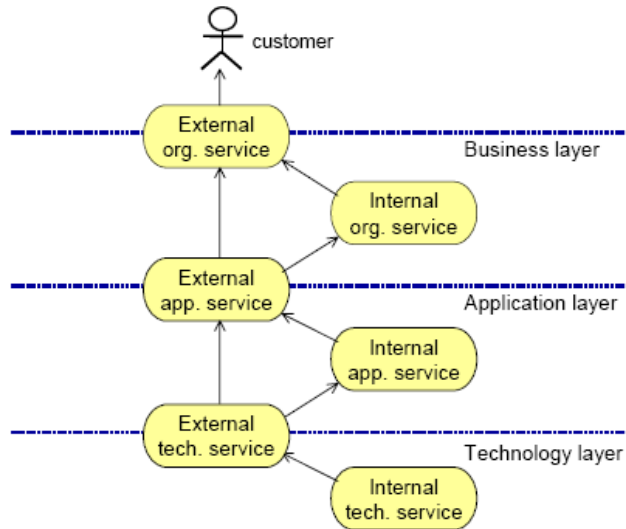 customer
External
org. service
Business layer
Internal
org. service
External
app. service
Application layer
Internal
app. service
External
tech. service
Technology layer
Internal
tech. service